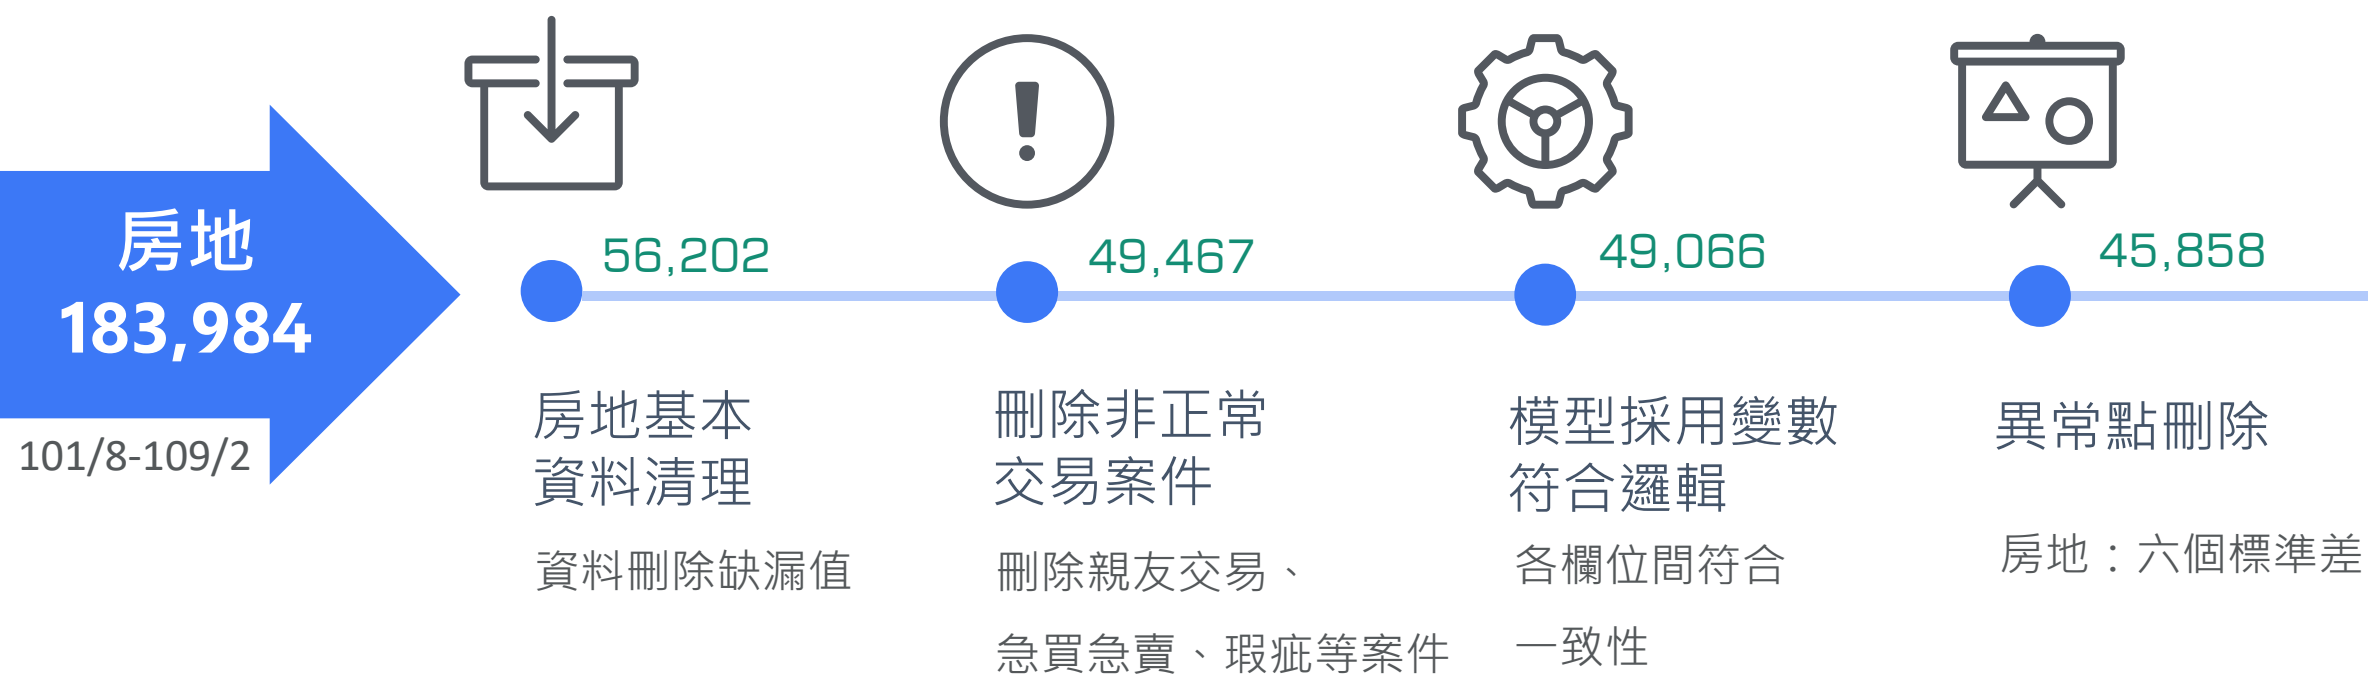 房地
183,984
101/8-109/2
56,202
房地基本
資料清理
資料刪除缺漏值
49,467
刪除非正常
交易案件
刪除親友交易、
急買急賣、瑕疵等案件
49,066
模型採用變數
符合邏輯
各欄位間符合
一致性
45,858
異常點刪除
房地：六個標準差